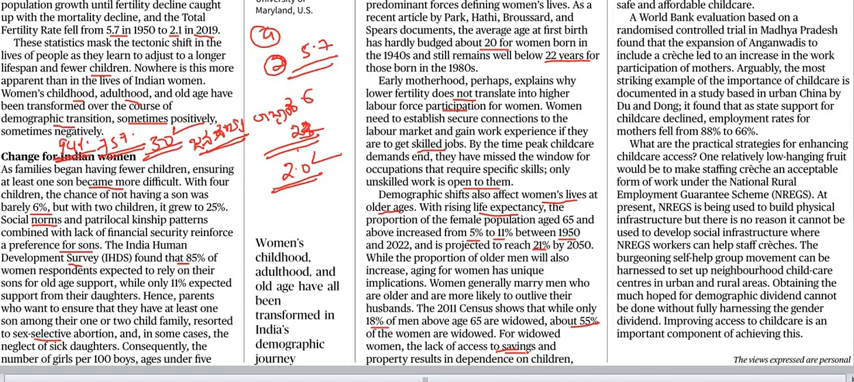 population growth until fertility decline caught
up with the mortality decline, and the Total
Fertility Rate fell from 5.7 in 1950 to 2.1 in 2019.
These statistics mask the tectonic shift in the
lives of people as they learn to adjust to a longer
lifespan and fewer children. Nowhere is this more
apparent than in the lives of Indian women.
Women's childhood, adulthood, and old age have
been transformed over the course of
demographic transition, sometimes positively,
sometimes negatively.
Change for Indian women
As families began having fewer children, ensuring
at least one son became more difficult. With four
children, the chance of not having a son was
barely 6%, but with two children, it grew to 25%.
Social norms and patrilocal kinship patterns
combined with lack of financial security reinforce
a preference for sons. The India Human
Development Survey (IHDS) found that 85% of
women respondents expected to rely on their
sons for old age support, while only 11% expected
support from their daughters. Hence, parents
who want to ensure that they have at least one
son among their one or two child family, resorted
to sex-selective abortion, and, in some cases, the
neglect of sick daughters. Consequently, the
number of girls per 100 boys, ages under five
Maryland, U.S.
5.7
6
2.0
Women's
childhood,
adulthood, and
old age have all
been
transformed in
India's
demographic
journey
predominant forces defining women's lives. As a
recent article by Park, Hathi, Broussard, and
Spears documents, the average age at first birth
has hardly budged from about 20 for women born in
the 1940s and still remains well below 22 years for
those born in the 1980s.
Early motherhood, perhaps, explains why
lower fertility does not translate into higher
labour force participation for women. Women
need to establish secure connections to the
labour market and gain work experience if they
are to get skilled jobs. By the time peak childcare
demands end, they have missed the window for
occupations that require specific skills; only
unskilled work is open to them.
Demographic shifts also affect women's lives at
older ages. With rising life expectancy, the
proportion of the female population aged 65 and
above increased from 5% to 11% between 1950
and 2022, and is projected to reach 21% by 2050.
While the proportion of older men will also
increase, aging for women has unique
implications. Women generally marry men who
are older and are more likely to outlive their
husbands. The 2011 Census shows that while only
18% of men above age 65 are widowed, about 55%
of the women are widowed. For widowed
women, the lack of access to savings and
property results in dependence on children,
safe and affordable childcare.
A World Bank evaluation based on a
randomised controlled trial in Madhya Pradesh
found that the expansion of Anganwadis to
include a crèche led to an increase in the work
participation of mothers. Arguably, the most
striking example of the importance of childcare is
documented in a study based in urban China by
Du and Dong; it found that as state support for
childcare declined, employment rates for
mothers fell from 88% to 66%.
What are the practical strategies for enhancing
childcare access? One relatively low-hanging fruit
would be to make staffing crèche an acceptable
form of work under the National Rural
Employment Guarantee Scheme (NREGS). At
present, NREGS is being used to build physical
infrastructure but there is no reason it cannot be
used to develop social infrastructure where
NREGS workers can help staff crèches. The
burgeoning self-help group movement can be
harnessed to set up neighbourhood child-care
centres in urban and rural areas. Obtaining the
much hoped for demographic dividend cannot
be done without fully harnessing the gender
dividend. Improving access to childcare is an
important component of achieving this.
The views expressed are personal